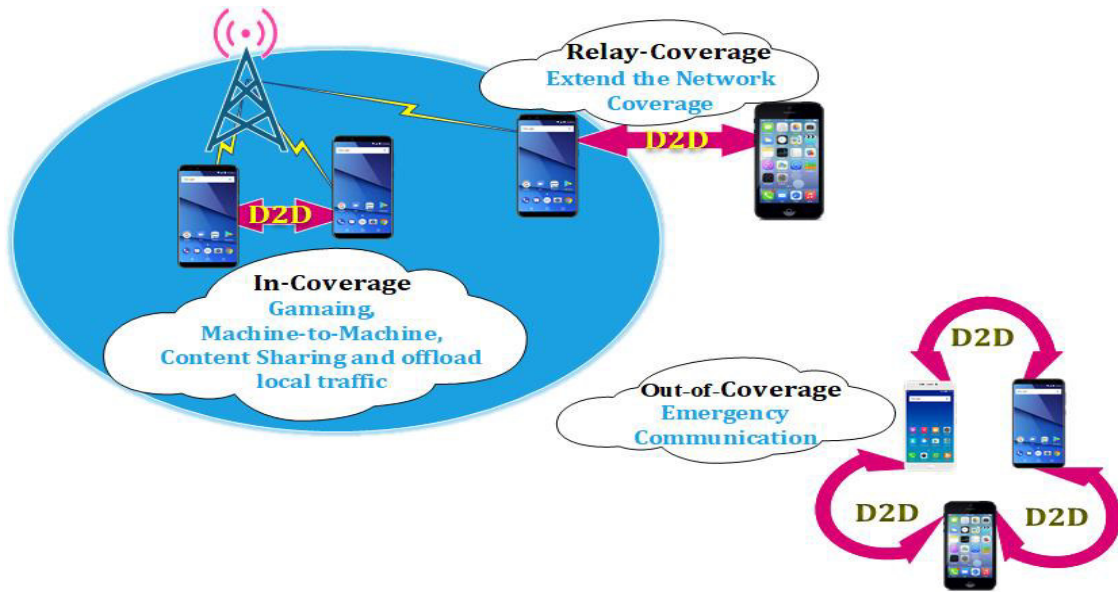 Relay-Coverage
Extend the Network
Coverage
D2D
D2D
In-Coverage
Gamaing,
Machine-to-Machine,
Content Sharing and offload
local traffic
D2D
Out-of-Coverage
Emergency
Communication
D2D
D2D